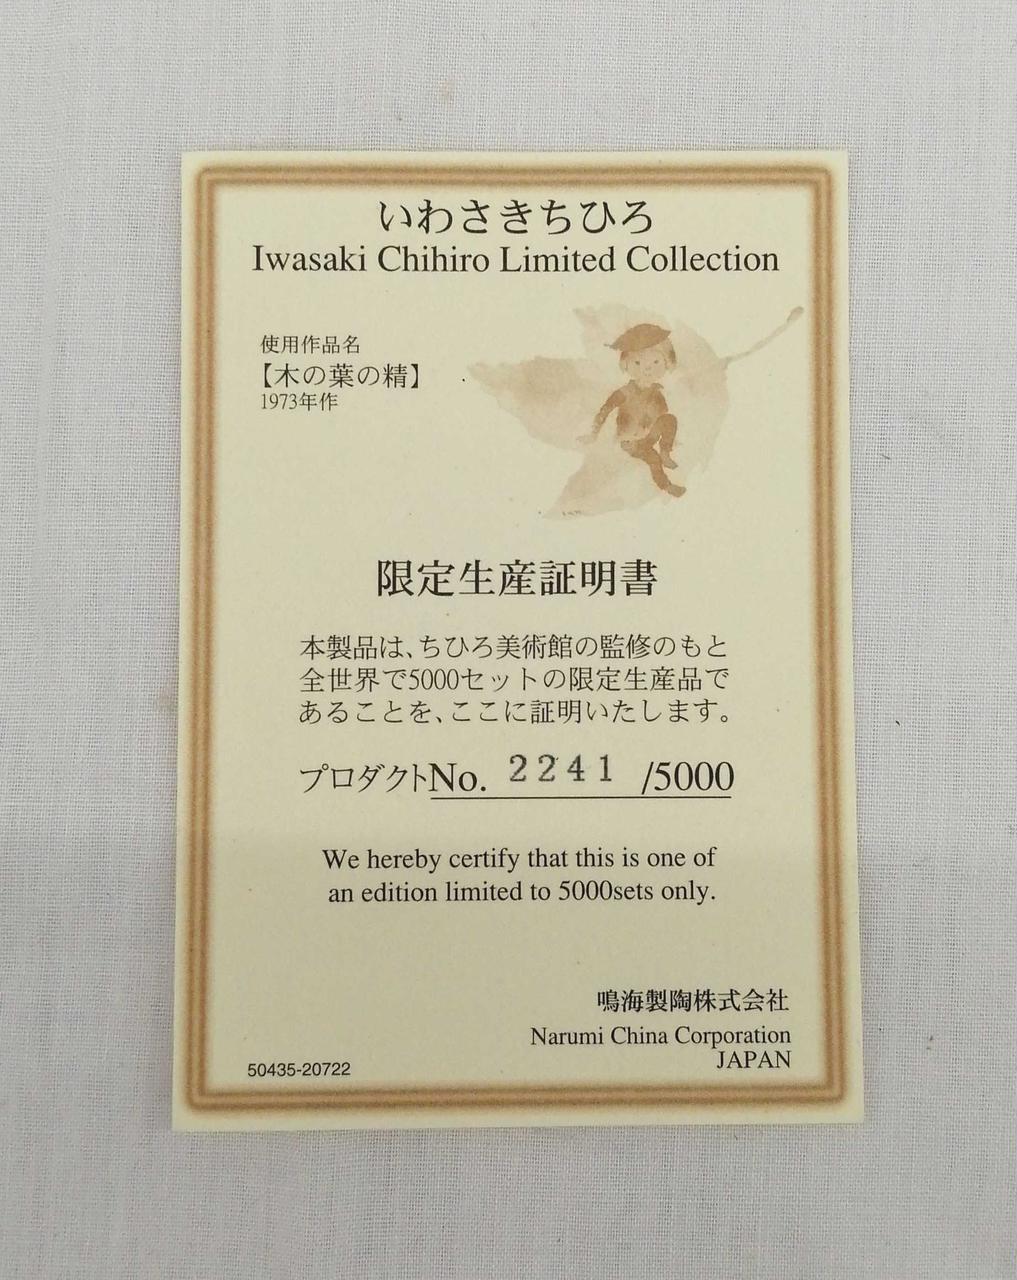 いわさきちひろ
Iwasaki Chihiro Limited Collection
使用作品名
【木の葉の精】
1973年作
限定生産証明書
本製品は、ちひろ美術館の監修のもと
全世界で5000セットの限定生産品で
あることを、ここに証明いたします。
プロダクトNo. 2241 /5000
We hereby certify that this is one of
an edition limited to 5000sets only.
鳴海製陶株式会社
Narumi China Corporation
JAPAN
50435-20722